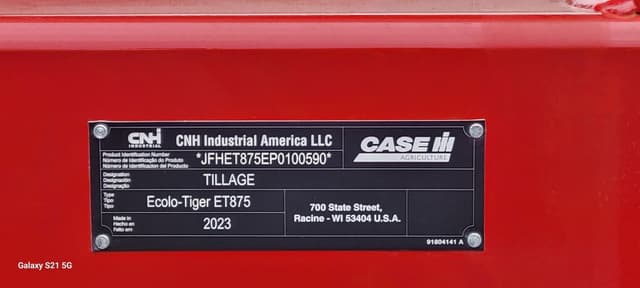 CNH
INDUSTRIAL
CNH Industrial America LLC
Product Identification Number
Número de Identificação do Produto
Número de Identificacion del Producto
*JFHET875EP0100590*
CASE IH
AGRICULTURE
Designation
Designación
Designação
TILLAGE
Type
Tipo
Tipo
Ecolo-Tiger ET875
700 State Street,
Racine - WI 53404 U.S.A.
Made in
Hecho en
Feito em
2023
91804141 A
Galaxy S21 5G